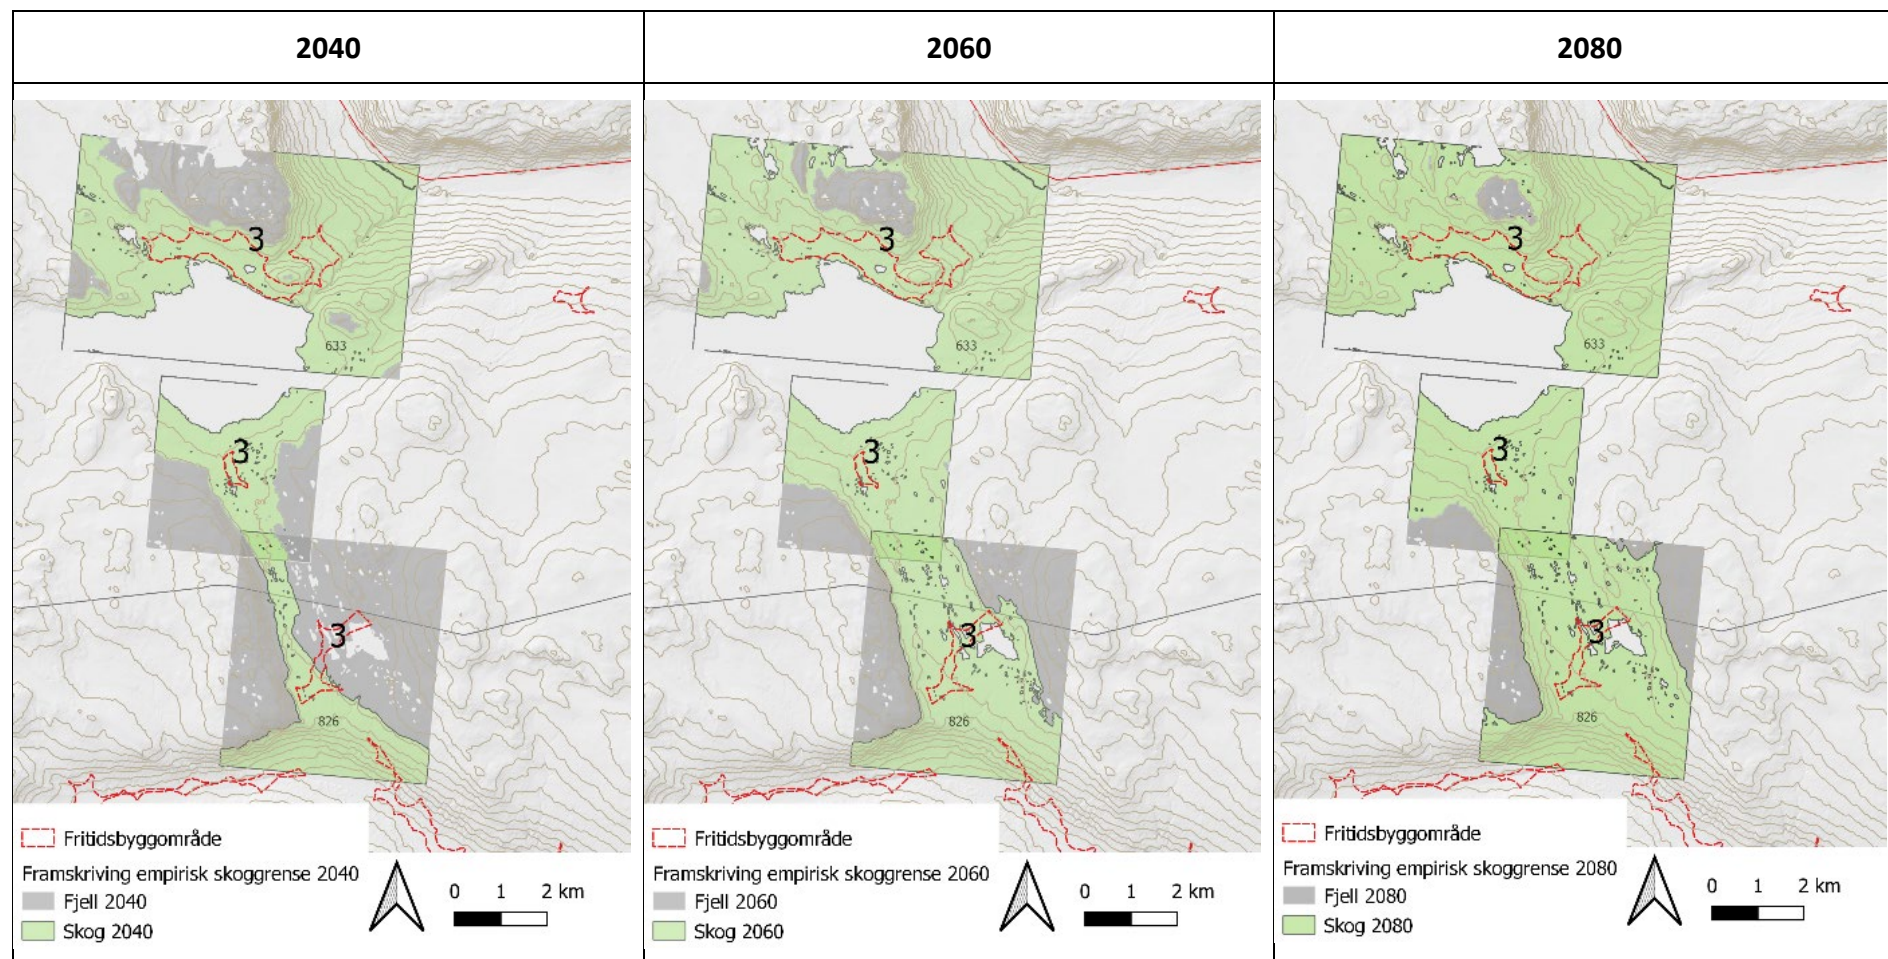 2040
2060
2080
3
633
3
3
826
Fritidsbyggområde
Framskriving empirisk skoggrense 2040
Fjell 2040
Skog 2040
0 1 2 km
3
633
3
3
826
Fritidsbyggområde
Framskriving empirisk skoggrense 2060
Fjell 2060
Skog 2060
0 1 2 km
3
633
3
3
826
Fritidsbyggområde
Framskriving empirisk skoggrense 2080
Fjell 2080
Skog 2080
0 1 2 km